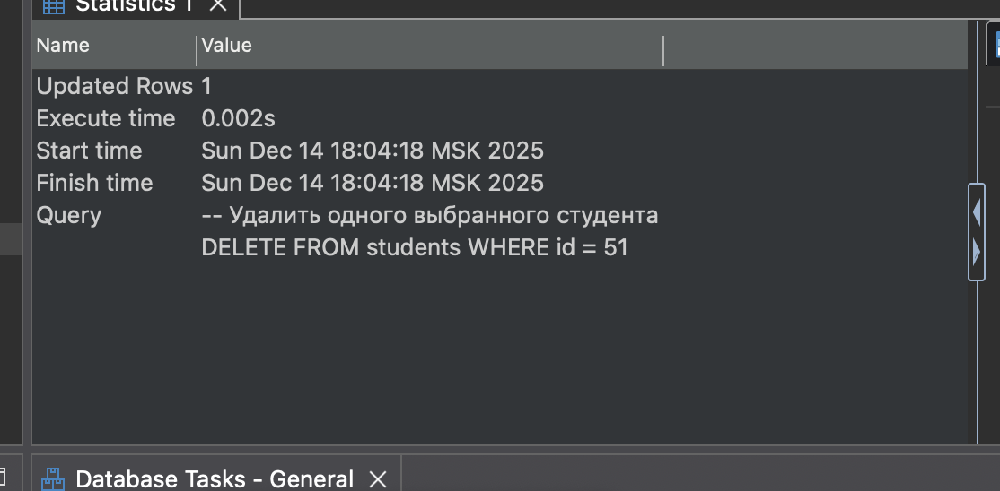 Statistics 1
Name Value
Updated Rows 1
Execute time 0.002s
Start time Sun Dec 14 18:04:18 MSK 2025
Finish time Sun Dec 14 18:04:18 MSK 2025
Query -- Удалить одного выбранного студента
DELETE FROM students WHERE id = 51
Database Tasks - General